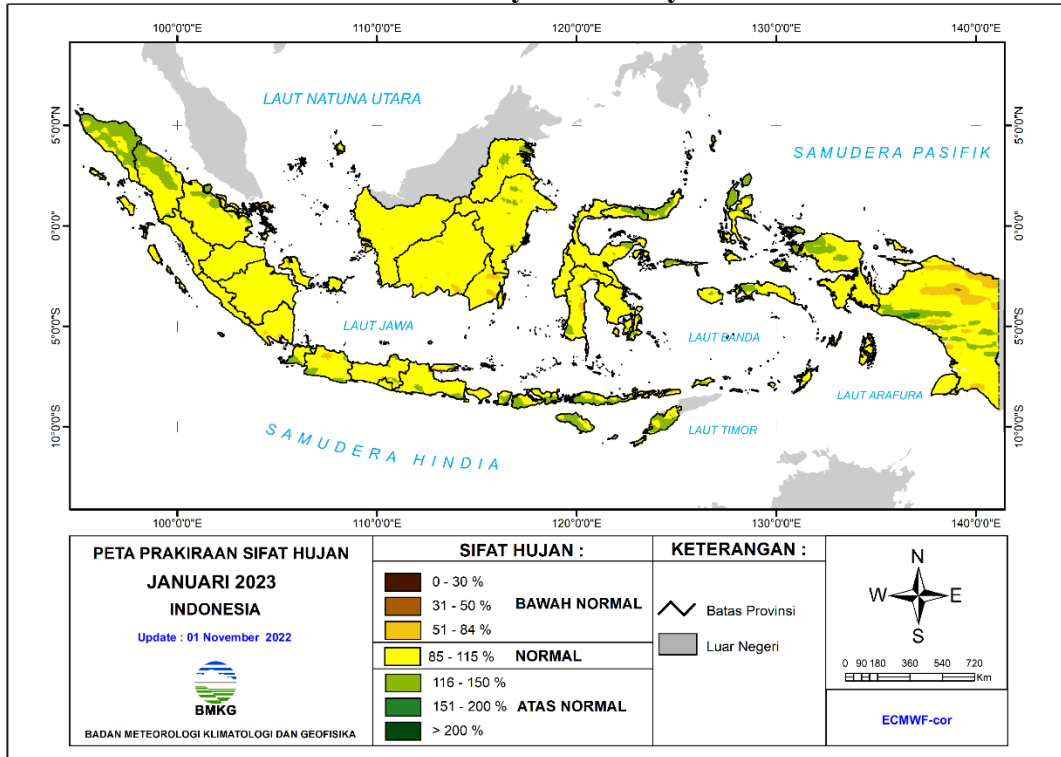 100°0'0"E 110°0'0"E 120°0'0"E 130°0'0"E 140°0'0"E
LAUT NATUNA UTARA
5°0'0"N 5°0'0"N
SAMUDERA PASIFIK
0°0'0" 0°0'0"
LAUT JAWA
LAUT BANDA
5°0'0"S 5°0'0"S
LAUT ARAFURA
10°0'0"S 10°0'0"S
LAUT TIMOR
SAMUDERA HINDIA
100°0'0"E 110°0'0"E 120°0'0"E 130°0'0"E 140°0'0"E
PETA PRAKIRAAN SIFAT HUJAN
JANUARI 2023
INDONESIA
Update : 01 November 2022
BMKG
BADAN METEOROLOGI KLIMATOLOGI DAN GEOFISIKA
SIFAT HUJAN :
0 - 30 %
31 - 50 % BAWAH NORMAL
51 - 84 %
85 - 115 % NORMAL
116 - 150 %
151 - 200 % ATAS NORMAL
> 200 %
KETERANGAN :
Batas Provinsi
Luar Negeri
N
W E
S
0 90 180 360 540 720
Km
ECMWF-cor